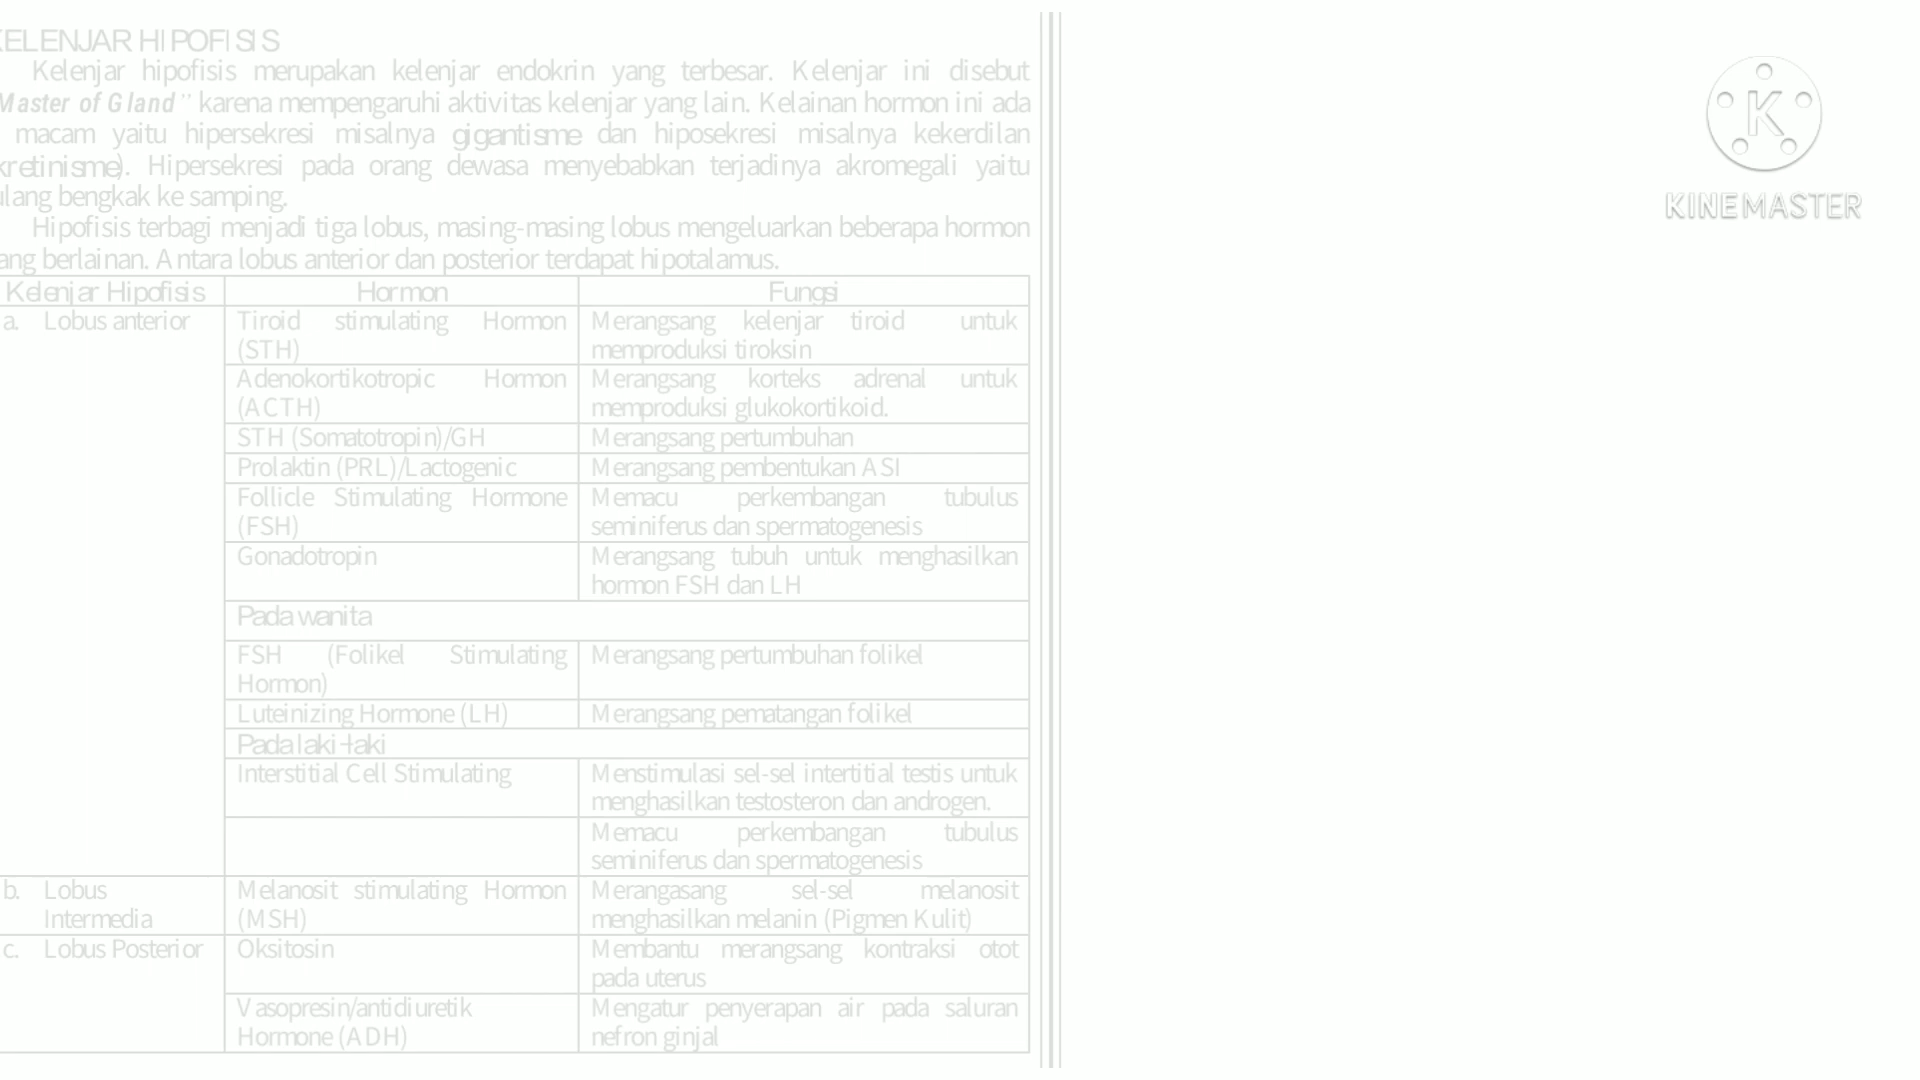 KELENJAR HIPOFISIS
Kelenjar hipofisis merupakan kelenjar endokrin yang terbesar. Kelenjar ini disebut
Master of Gland" karena mempengaruhi aktivitas kelenjar yang lain. Kelainan hormon ini ada
macam yaitu hipersekresi misalnya gigantisme dan hiposekresi misalnya kekerdilan
kretinisme). Hipersekresi pada orang dewasa menyebabkan terjadinya akromegali yaitu
ulang bengkak ke samping.
Hipofisis terbagi menjadi tiga lobus, masing-masing lobus mengeluarkan beberapa hormon
ang berlainan. Antara lobus anterior dan posterior terdapat hipotalamus.
Kelenjar Hipofisis Hormon Fungsi
a. Lobus anterior Tiroid stimulating Hormon Merangsang kelenjar tiroid untuk
(STH) memproduksi tiroksin
Adenokortikotropic Hormon Merangsang korteks adrenal untuk
(ACTH) memproduksi glukokortikoid.
STH (Somatotropin)/GH Merangsang pertumbuhan
Prolaktin (PRL)/Lactogenic Merangsang pembentukan ASI
Follicle Stimulating Hormone Memacu perkembangan tubulus
(FSH) seminiferus dan spermatogenesis
Gonadotropin Merangsang tubuh untuk menghasilkan
hormon FSH dan LH
Pada wanita
FSH (Folikel Stimulating Merangsang pertumbuhan folikel
Hormon)
Luteinizing Hormone (LH) Merangsang pematangan folikel
Pada laki-laki
Interstitial Cell Stimulating Menstimulasi sel-sel intertitial testis untuk
menghasilkan testosteron dan androgen.
Memacu perkembangan tubulus
seminiferus dan spermatogenesis
b. Lobus Melanosit stimulating Hormon Merangasang sel-sel melanosit
Intermedia (MSH) menghasilkan melanin (Pigmen Kulit)
c. Lobus Posterior Oksitosin Membantu merangsang kontraksi otot
pada uterus
Vasopresin/antidiuretik Mengatur penyerapan air pada saluran
Hormone (ADH) nefron ginjal
K
KINEMASTER